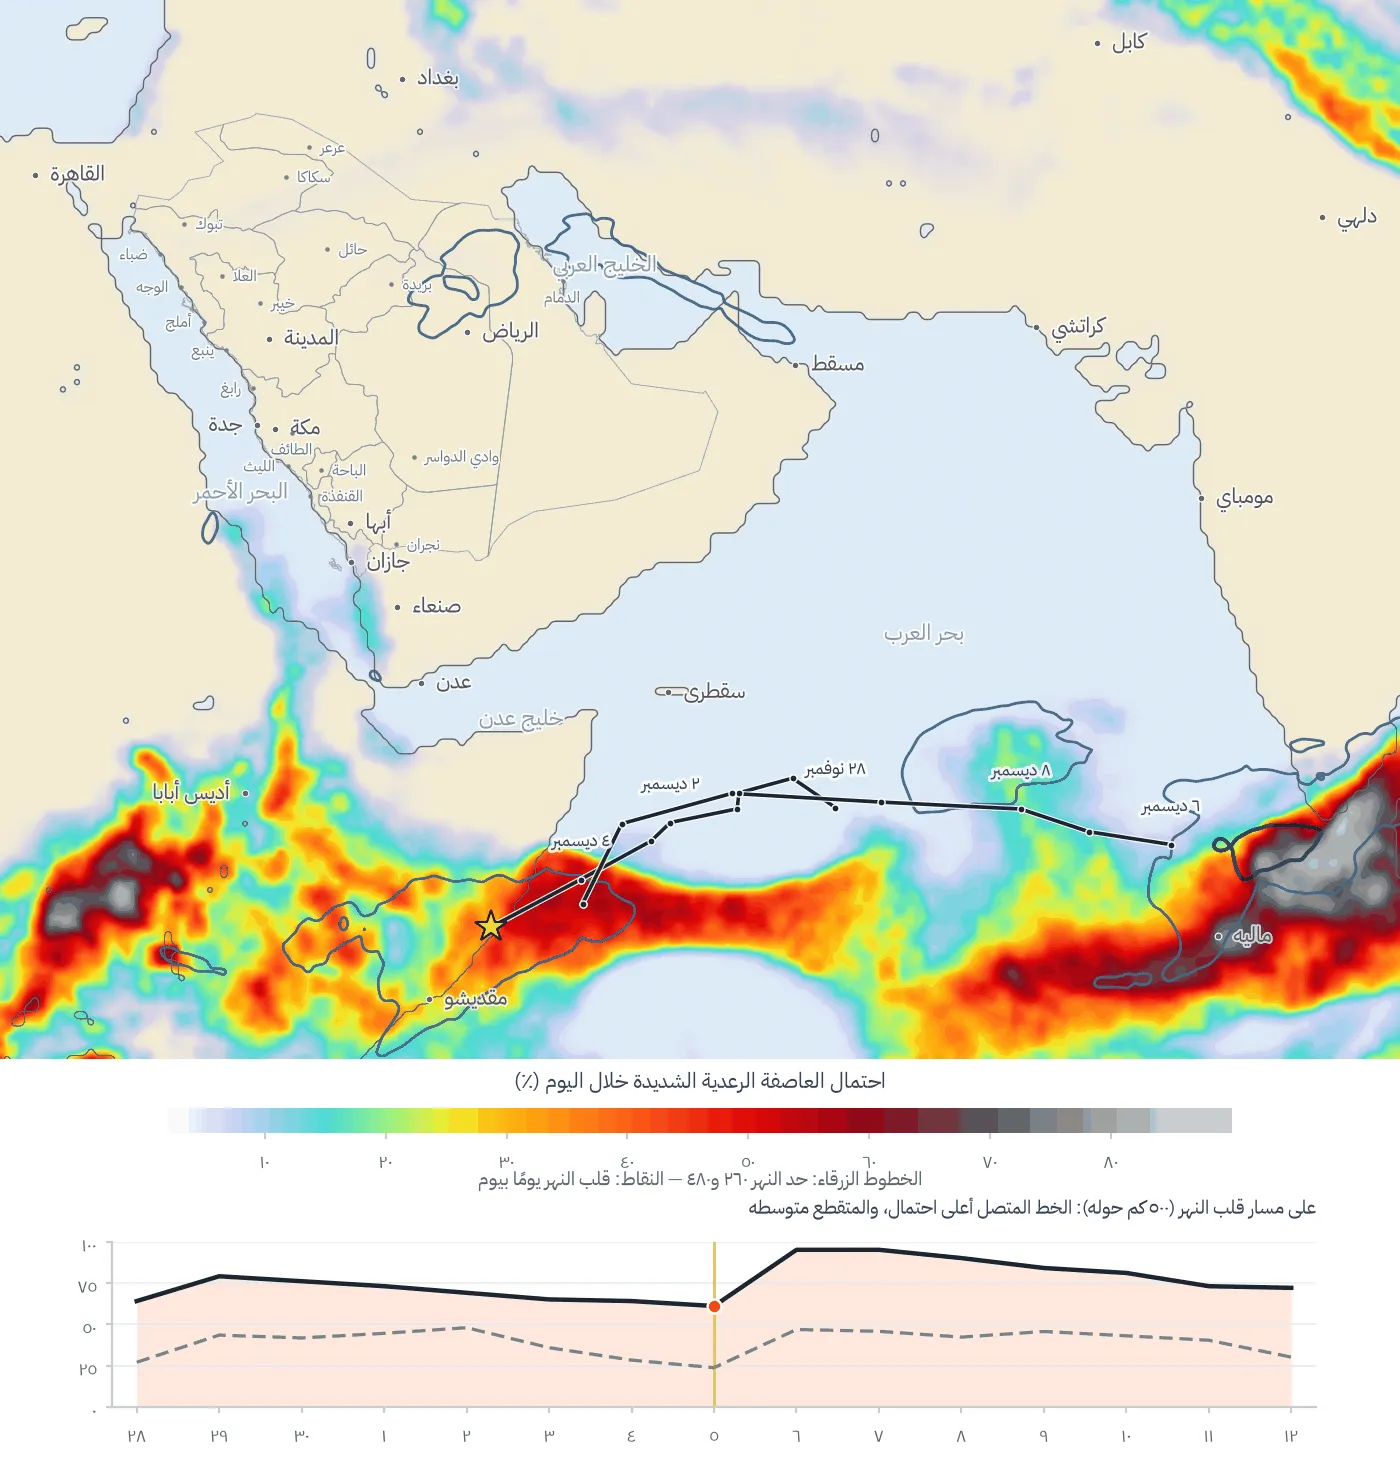 كابل
بغداد
عرعر
القاهرة
سكاكا
دلهي
تبوك
حائل
ضباء
الخليج العربي
العلا
بريدة
الوجه
الدمام
خيبر
أملج
كراتشي
الرياض
المدينة
ينبع
مسقط
رابغ
جدة
مكة
الطائف
وادي الدواسر
الليث
الباحة
البحر الأحمر
القنفذة
مومباي
أبها
نجران
جازان
صنعاء
بحر العرب
عدن
سقطرى
خليج عدن
٢٨ نوفمبر
٨ ديسمبر
٢ ديسمبر
أديس أبابا
٦ ديسمبر
٤ ديسمبر
ماليه
مقديشو
احتمال العاصفة الرعدية الشديدة خلال اليوم (٪)
١٠ ٢٠ ٣٠ ٤٠ ٥٠ ٦٠ ٧٠ ٨٠
الخطوط الزرقاء: حد النهر ٢٦٠ و٤٨٠ — النقاط: قلب النهر يومًا بيوم
على مسار قلب النهر (٥٠٠ كم حوله): الخط المتصل أعلى احتمال، والمتقطع متوسطه
١٠٠
٧٥
٥٠
٢٥
٠
٢٨ ٢٩ ٣٠ ١ ٢ ٣ ٤ ٥ ٦ ٧ ٨ ٩ ١٠ ١١ ١٢